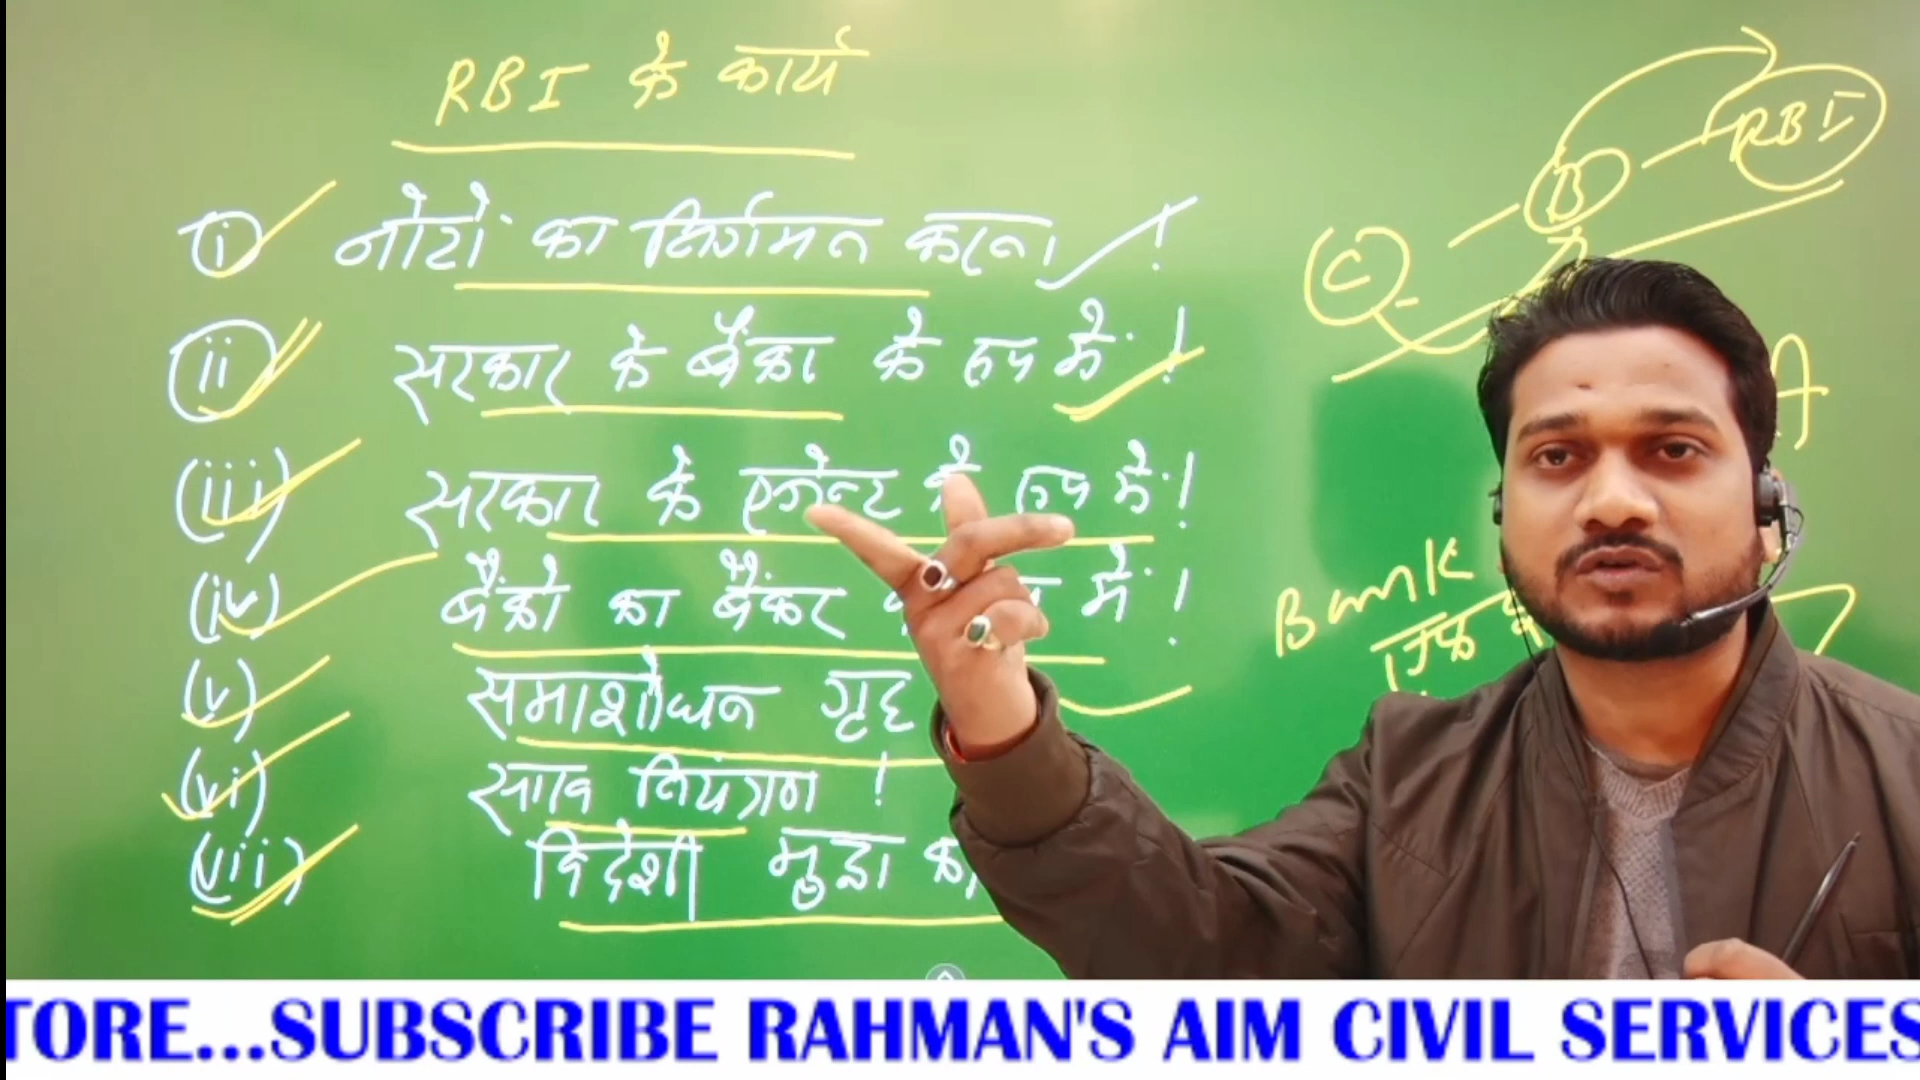 RBI के कार्य
(i) नोटों का निर्गमन करना !
(ii) सरकार के बैंकर के रूप में !
(iii) सरकार के एजेन्ट के रूप में !
(iv) बैंकों का बैंकर में !
(v) समाशोधन गृह
(vi) साख नियंत्रण !
(vii) विदेशी मुद्रा का
C B RBI
A
Bank
एक
TORE...SUBSCRIBE RAHMAN'S AIM CIVIL SERVICES